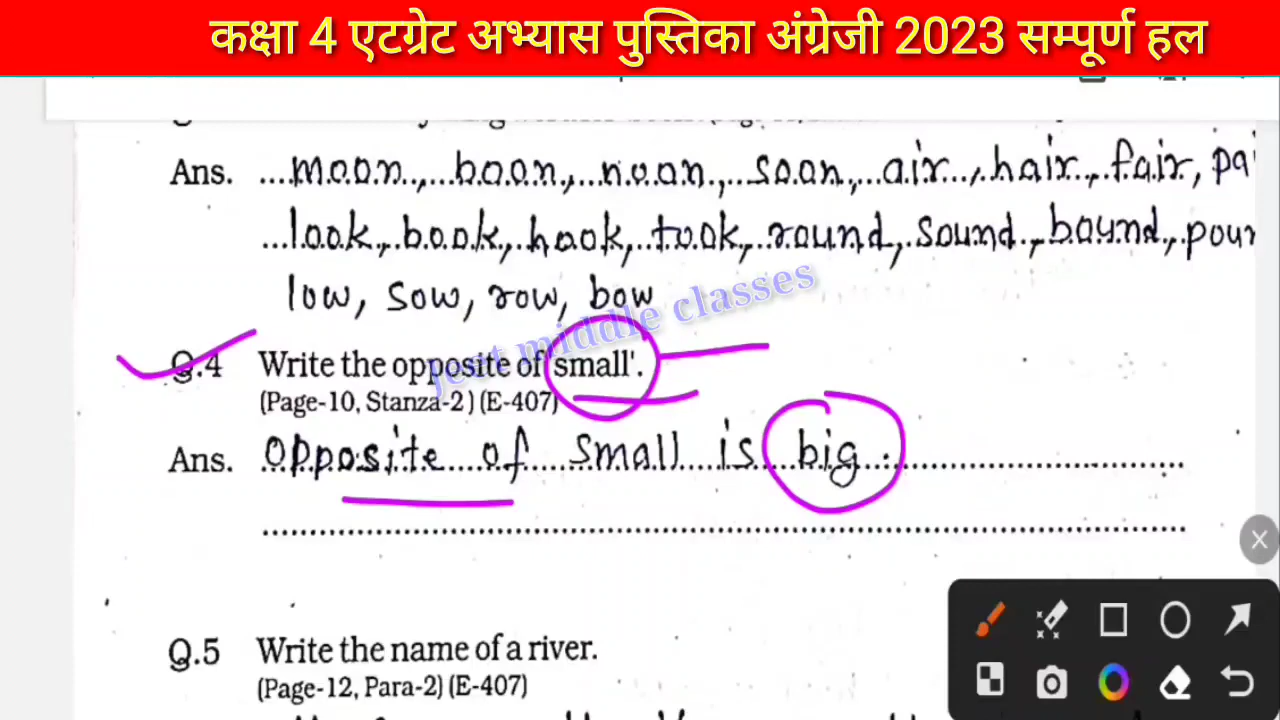 कक्षा 4 एटग्रेट अभ्यास पुस्तिका अंग्रेजी 2023 सम्पूर्ण हल
Ans. moon, boon, noon, soon, air, hair, fair,
look, book, hook, took, round, sound, bound,
low, sow, row, bow
jeet middle classes
Q.4 Write the opposite of 'small'.
(Page-10, Stanza-2) (E-407)
Ans. Opposite of small is big.
Q.5 Write the name of a river.
(Page-12, Para-2) (E-407)